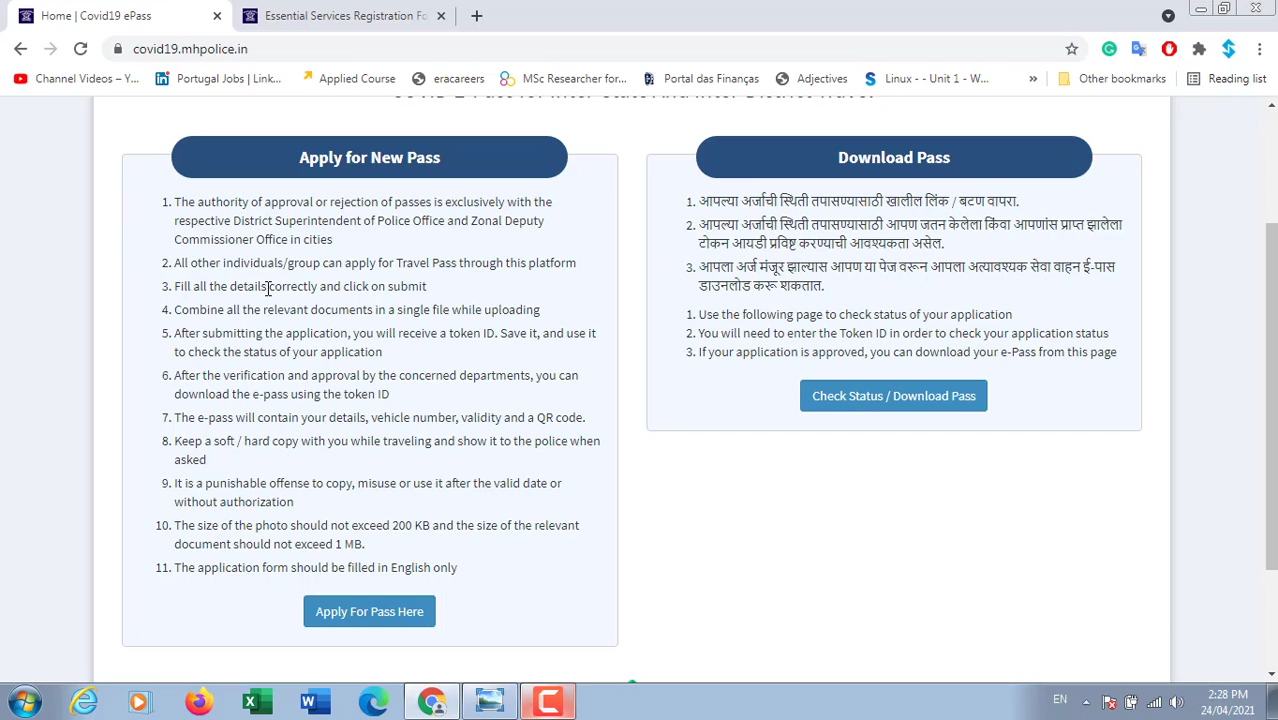 Home | Covid19 ePass
Essential Services Registration Fo
covid19.mhpolice.in
Channel Videos – Y...
Portugal Jobs | Link...
Applied Course
eracareers
MSc Researcher for...
Portal das Finanças
Adjectives
Linux - - Unit 1 - W...
»
Other bookmarks
Reading list
Apply for New Pass
1. The authority of approval or rejection of passes is exclusively with the
respective District Superintendent of Police Office and Zonal Deputy
Commissioner Office in cities
2. All other individuals/group can apply for Travel Pass through this platform
3. Fill all the details correctly and click on submit
4. Combine all the relevant documents in a single file while uploading
5. After submitting the application, you will receive a token ID. Save it, and use it
to check the status of your application
6. After the verification and approval by the concerned departments, you can
download the e-pass using the token ID
7. The e-pass will contain your details, vehicle number, validity and a QR code.
8. Keep a soft / hard copy with you while traveling and show it to the police when
asked
9. It is a punishable offense to copy, misuse or use it after the valid date or
without authorization
10. The size of the photo should not exceed 200 KB and the size of the relevant
document should not exceed 1 MB.
11. The application form should be filled in English only
Apply For Pass Here
Download Pass
1. आपल्या अर्जाची स्थिती तपासण्यासाठी खालील लिंक / बटण वापरा.
2. आपल्या अर्जाची स्थिती तपासण्यासाठी आपण जतन केलेला किंवा आपणांस प्राप्त झालेला
टोकन आयडी प्रविष्ट करण्याची आवश्यकता असेल.
3. आपला अर्ज मंजूर झाल्यास आपण या पेज वरून आपला अत्यावश्यक सेवा वाहन ई-पास
डाउनलोड करू शकतात.
1. Use the following page to check status of your application
2. You will need to enter the Token ID in order to check your application status
3. If your application is approved, you can download your e-Pass from this page
Check Status / Download Pass
EN
2:28 PM
24/04/2021